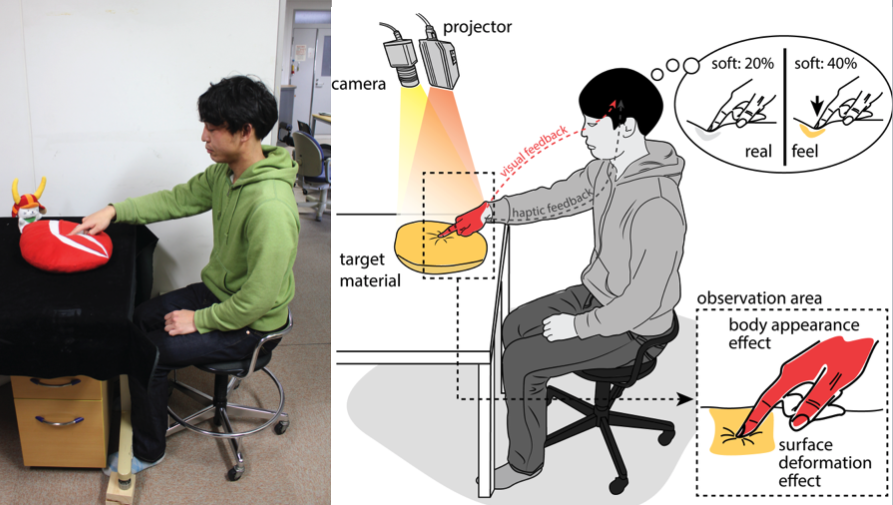 projector
camera
soft: 20%
soft: 40%
real
feel
visual feedback
haptic feedback
target
material
observation area
body appearance
effect
surface
deformation
effect